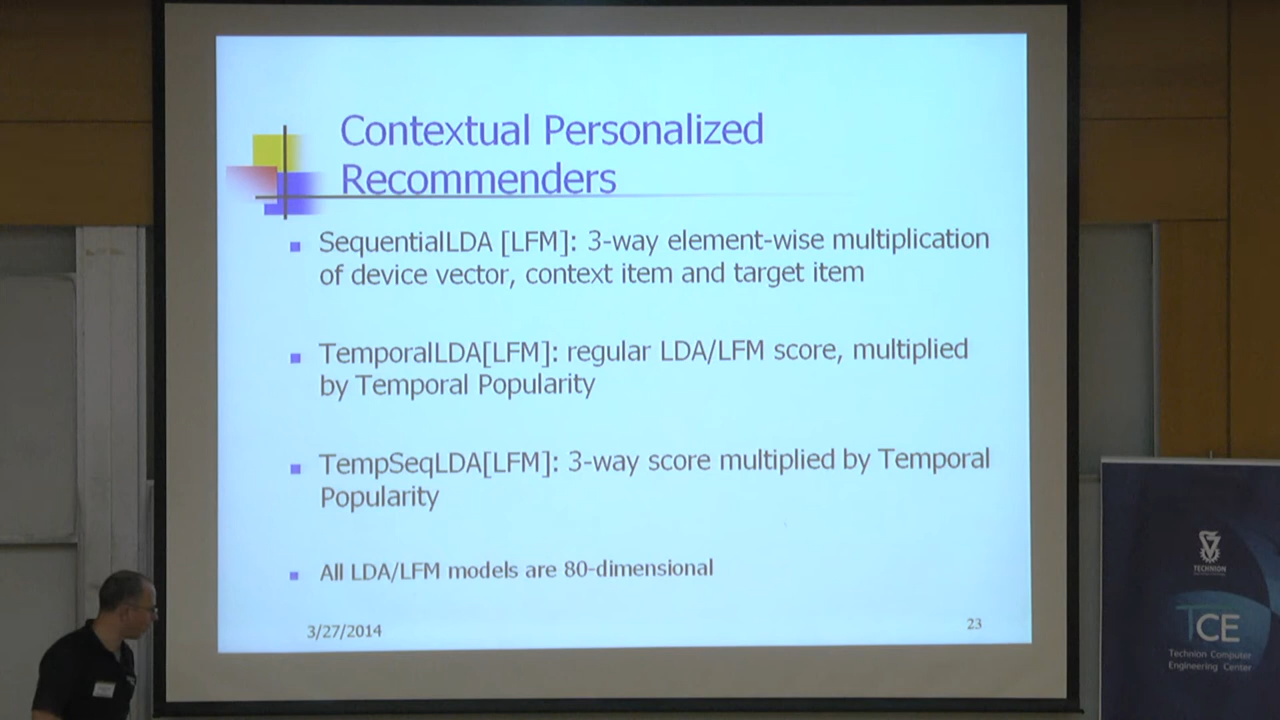 Contextual Personalized
Recommenders
SequentialLDA [LFM]: 3-way element-wise multiplication
of device vector, context item and target item
TemporalLDA[LFM]: regular LDA/LFM score, multiplied
by Temporal Popularity
TempSeqLDA[LFM]: 3-way score multiplied by Temporal
Popularity
All LDA/LFM models are 80-dimensional
3/27/2014
23
TECHNION
TCE
Technion Computer
Engineering Center